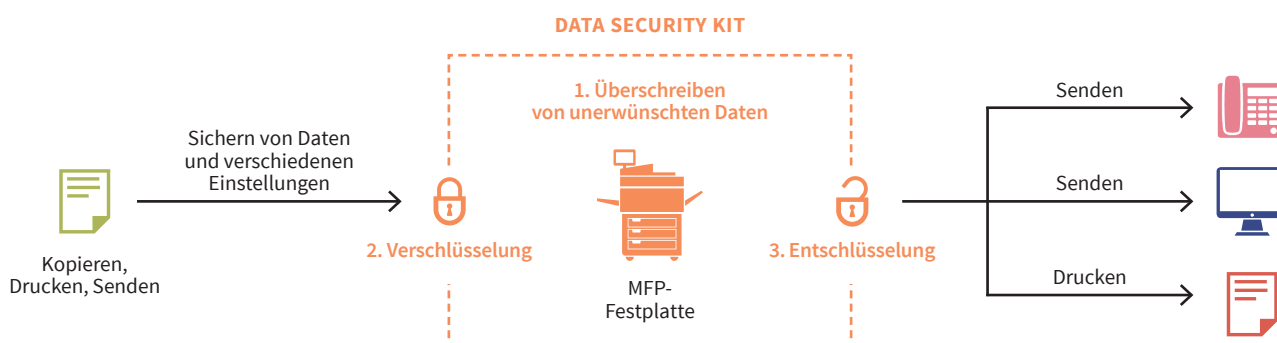 DATA SECURITY KIT
1. Überschreiben
von unerwünschten Daten
Sichern von Daten
und verschiedenen
Einstellungen
Kopieren,
Drucken, Senden
2. Verschlüsselung
MFP-
Festplatte
3. Entschlüsselung
Senden
Senden
Drucken